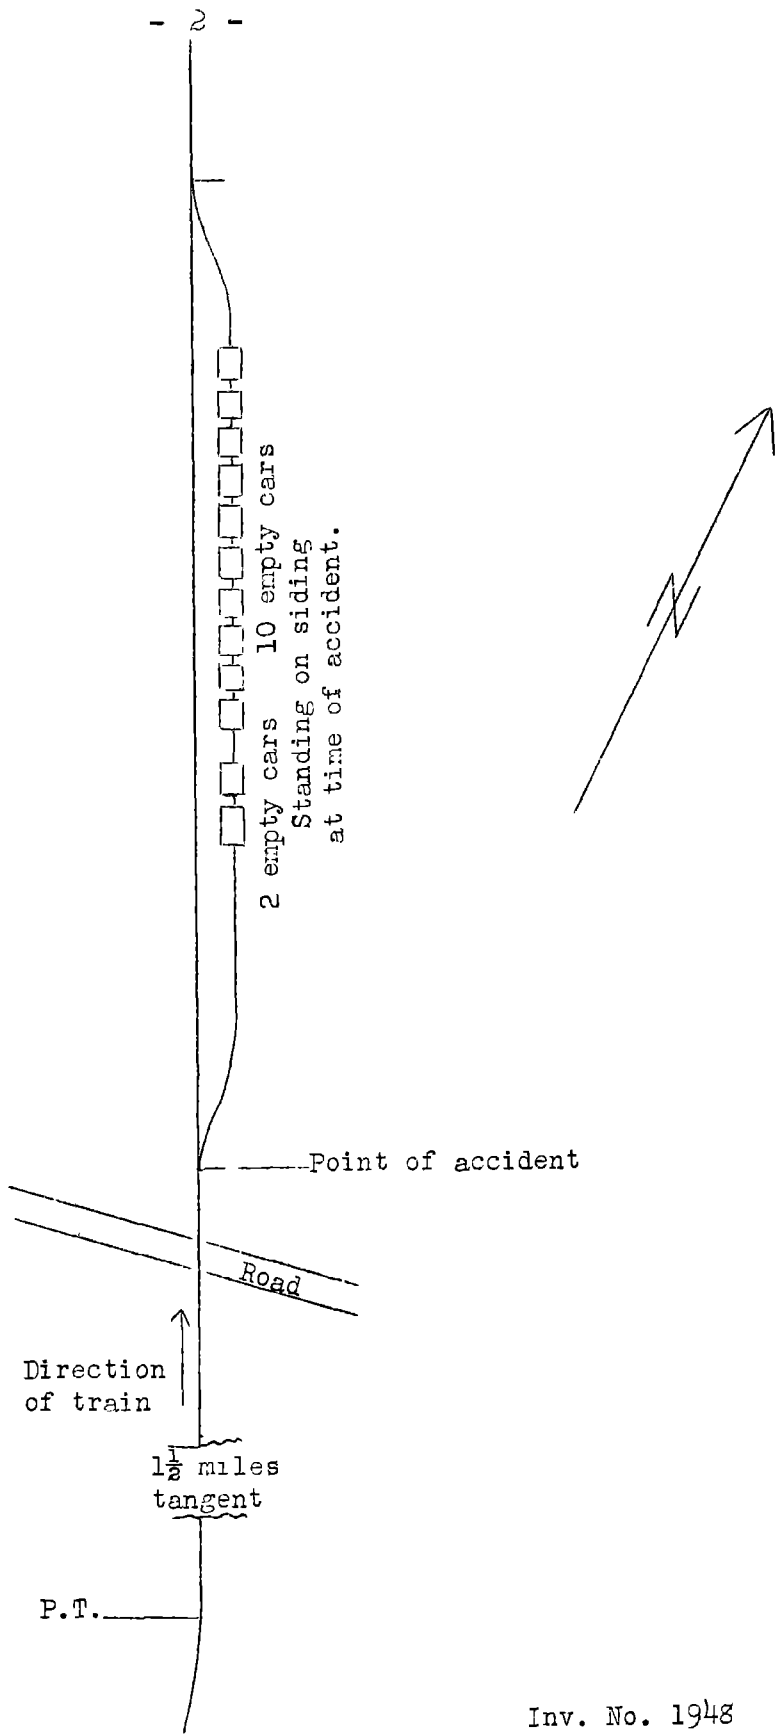 - 2 -
N
2 empty cars 10 empty cars
Standing on siding
at time of accident.
Point of accident
Road
Direction
of train
1½ miles
tangent
P.T.
Inv. No. 1948